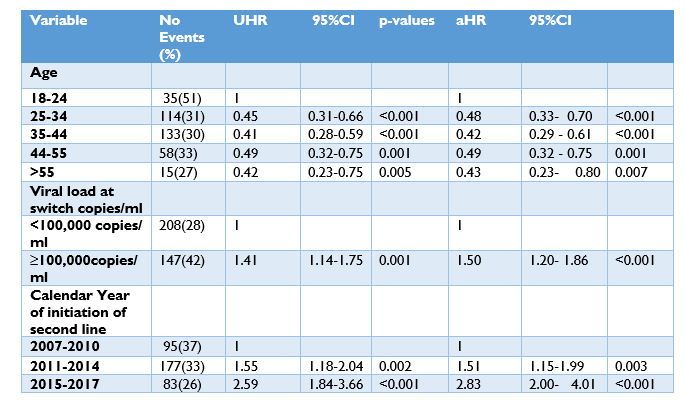 Variable No Events (%) UHR 95%CI p-values aHR 95%CI
Age
18-24 35(51) 1 1
25-34 114(31) 0.45 0.31-0.66 <0.001 0.48 0.33- 0.70 <0.001
35-44 133(30) 0.41 0.28-0.59 <0.001 0.42 0.29 - 0.61 <0.001
44-55 58(33) 0.49 0.32-0.75 0.001 0.49 0.32 - 0.75 0.001
>55 15(27) 0.42 0.23-0.75 0.005 0.43 0.23- 0.80 0.007
Viral load at
switch copies/ml
<100,000 copies/ 208(28) 1 1
ml
≥100,000copies/ 147(42) 1.41 1.14-1.75 0.001 1.50 1.20- 1.86 <0.001
ml
Calendar Year
of initiation of
second line
2007-2010 95(37) 1 1
2011-2014 177(33) 1.55 1.18-2.04 0.002 1.51 1.15-1.99 0.003
2015-2017 83(26) 2.59 1.84-3.66 <0.001 2.83 2.00- 4.01 <0.001